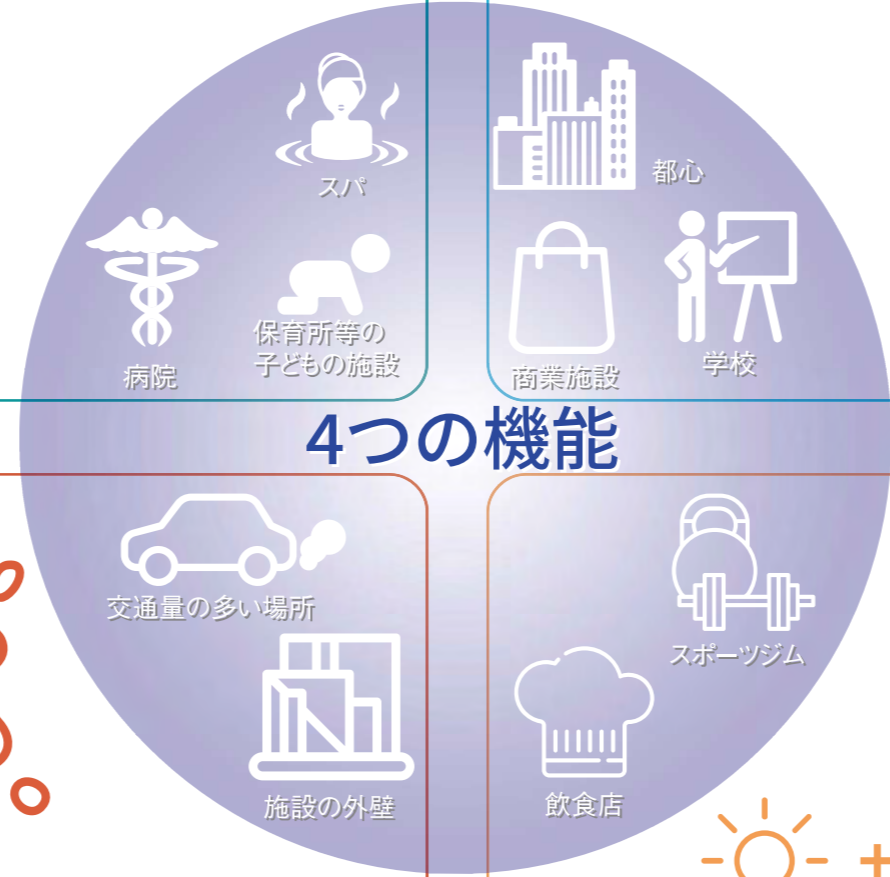 スパ
病院
保育所等の
子どもの施設
都心
商業施設
学校
4つの機能
交通量の多い場所
施設の外壁
スポーツジム
飲食店